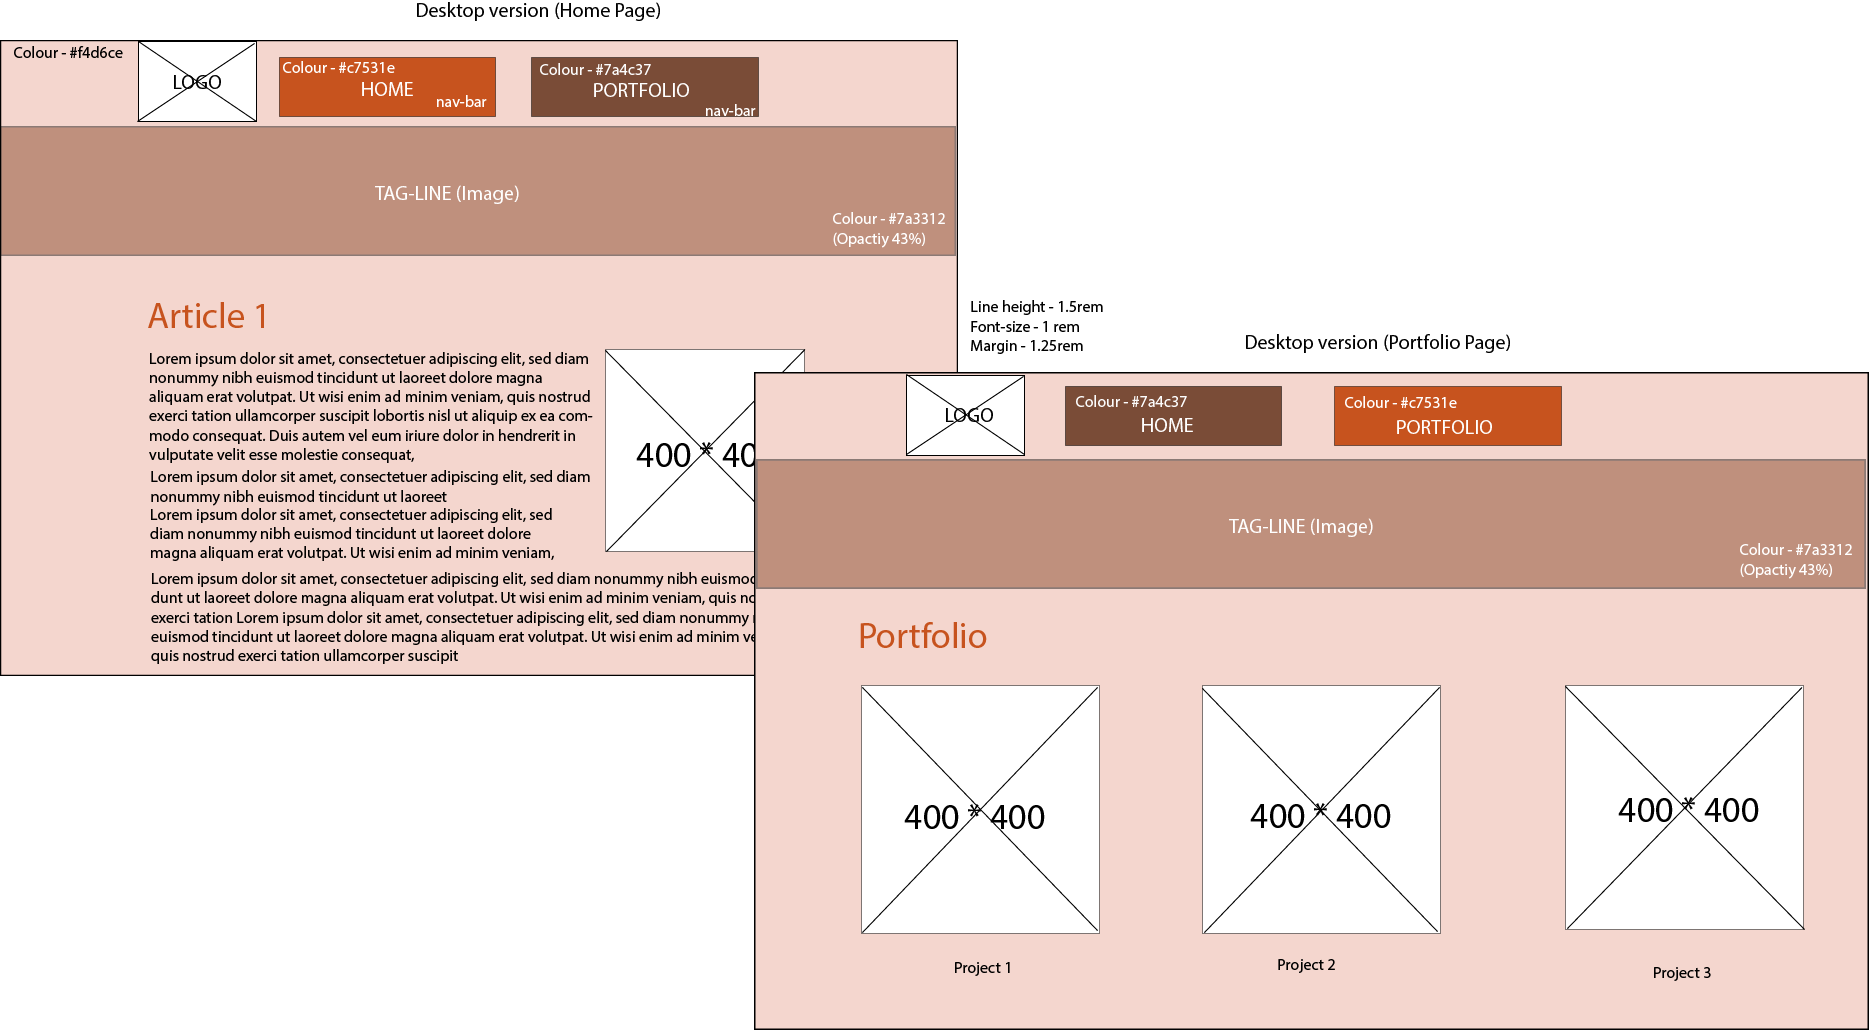 Desktop version (Home Page)
Colour - #f4d6ce
LOGO
Colour - #c7531e
HOME
nav-bar
Colour - #7a4c37
PORTFOLIO
nav-bar
TAG-LINE (Image)
Colour - #7a3312
(Opactiy 43%)
Article 1
Lorem ipsum dolor sit amet, consectetuer adipiscing elit, sed diam
nonummy nibh euismod tincidunt ut laoreet dolore magna
aliquam erat volutpat. Ut wisi enim ad minim veniam, quis nostrud
exerci tation ullamcorper suscipit lobortis nisl ut aliquip ex ea com-
modo consequat. Duis autem vel eum iriure dolor in hendrerit in
vulputate velit esse molestie consequat,
Lorem ipsum dolor sit amet, consectetuer adipiscing elit, sed diam
nonummy nibh euismod tincidunt ut laoreet
Lorem ipsum dolor sit amet, consectetuer adipiscing elit, sed
diam nonummy nibh euismod tincidunt ut laoreet dolore
magna aliquam erat volutpat. Ut wisi enim ad minim veniam,
400 * 40
Lorem ipsum dolor sit amet, consectetuer adipiscing elit, sed diam nonummy nibh euismod
dunt ut laoreet dolore magna aliquam erat volutpat. Ut wisi enim ad minim veniam, quis no
exerci tation Lorem ipsum dolor sit amet, consectetuer adipiscing elit, sed diam nonummy
euismod tincidunt ut laoreet dolore magna aliquam erat volutpat. Ut wisi enim ad minim ve
quis nostrud exerci tation ullamcorper suscipit
Line height - 1.5rem
Font-size - 1 rem
Margin - 1.25rem
Desktop version (Portfolio Page)
LOGO
Colour - #7a4c37
HOME
Colour - #c7531e
PORTFOLIO
TAG-LINE (Image)
Colour - #7a3312
(Opactiy 43%)
Portfolio
400 * 400
400 * 400
400 * 400
Project 1
Project 2
Project 3